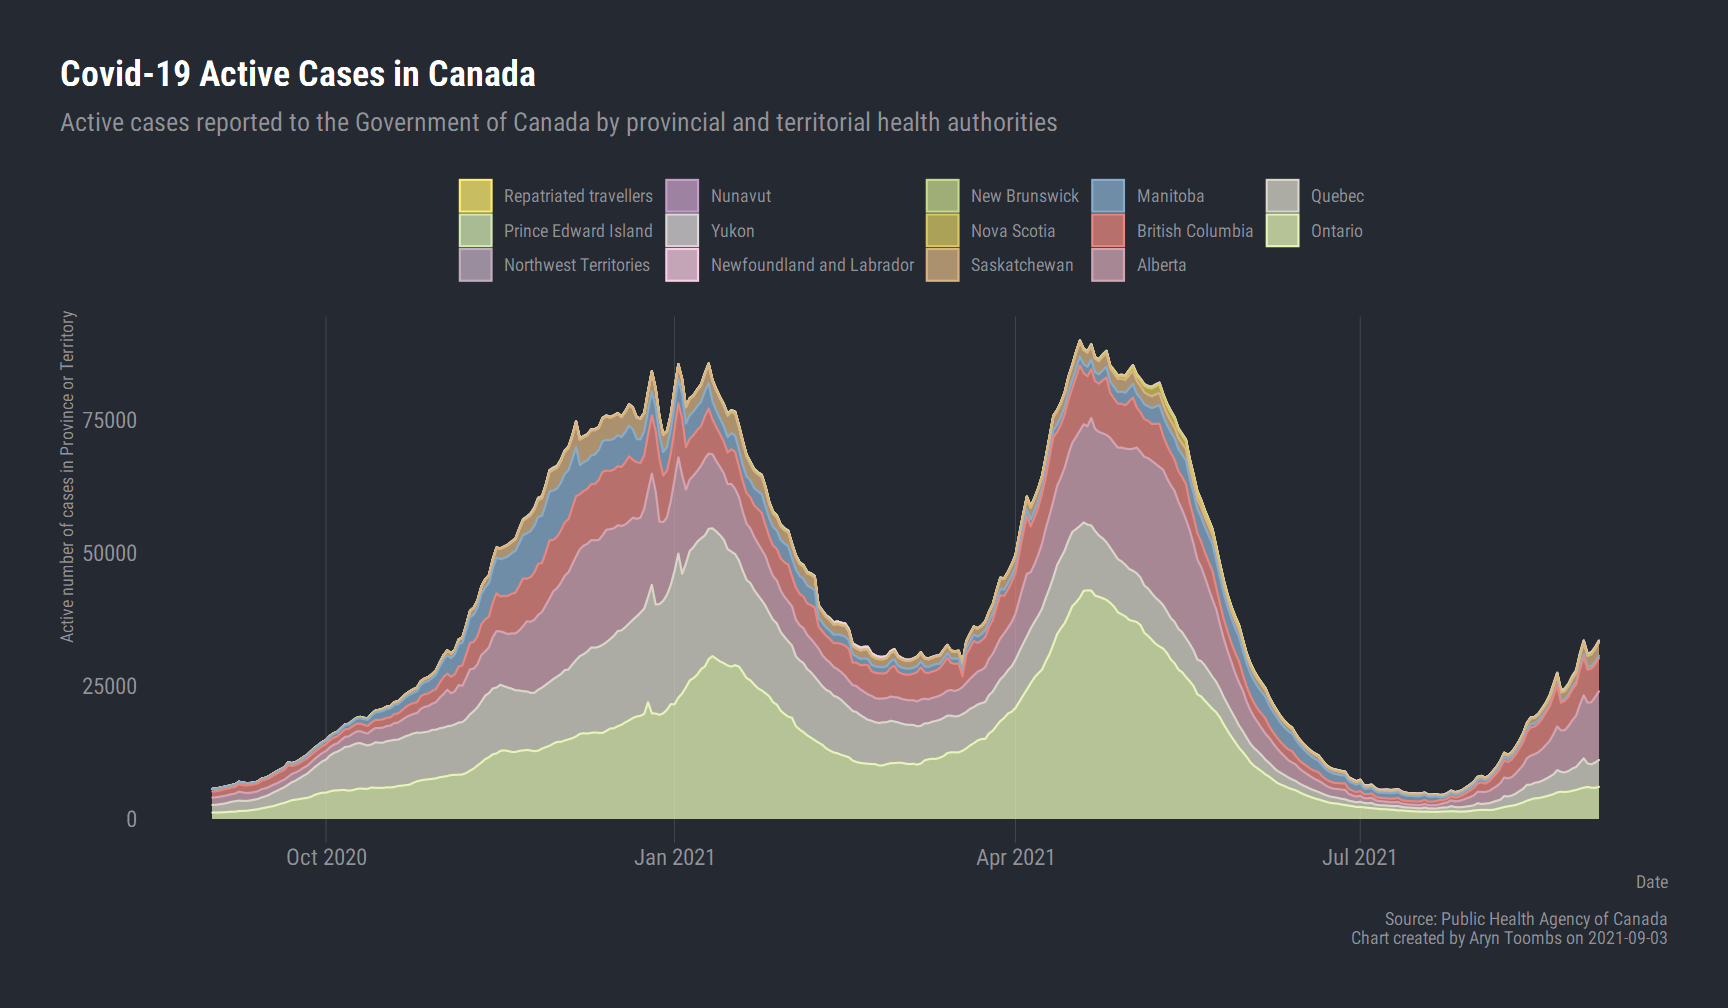 Covid-19 Active Cases in Canada
Active cases reported to the Government of Canada by provincial and territorial health authorities
Repatriated travellers
Prince Edward Island
Northwest Territories
Nunavut
Yukon
Newfoundland and Labrador
New Brunswick
Nova Scotia
Saskatchewan
Manitoba
British Columbia
Alberta
Quebec
Ontario
Active number of cases in Province or Territory
75000
50000
25000
0
Oct 2020
Jan 2021
Apr 2021
Jul 2021
Date
Source: Public Health Agency of Canada
Chart created by Aryn Toombs on 2021-09-03